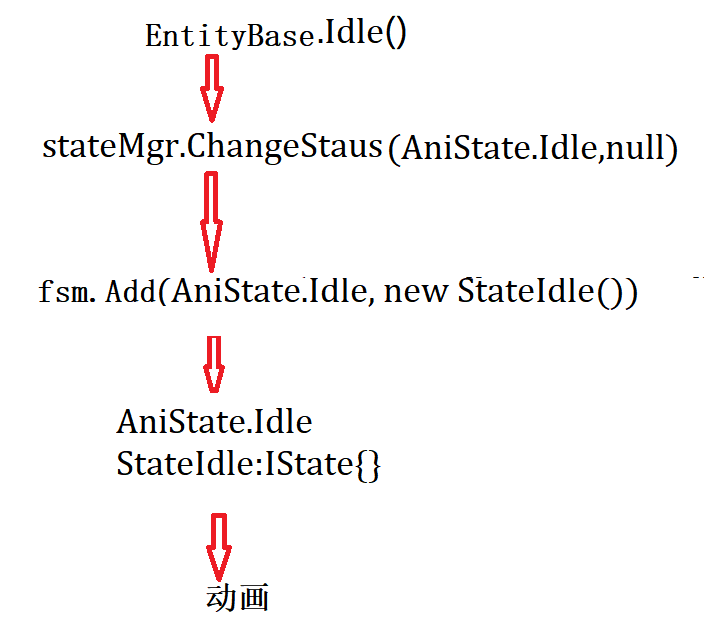 EntityBase.Idle()
stateMgr.ChangeStaus(AniState.Idle,null)
fsm.Add(AniState.Idle, new StateIdle())
AniState.Idle
StateIdle:IState{}
动画